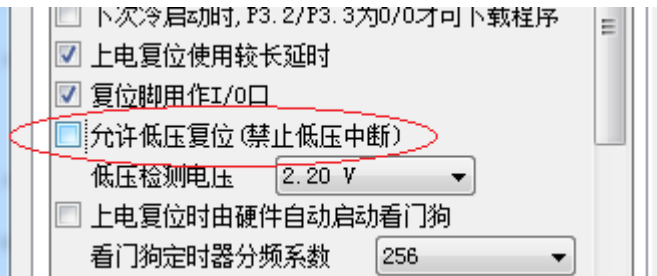 下次冷启动时,P3.2/P3.3为0/0才可下载程序
上电复位使用较长延时
复位脚用作I/O口
允许低压复位(禁止低压中断)
低压检测电压 2.20 V
上电复位时由硬件自动启动看门狗
看门狗定时器分频系数 256